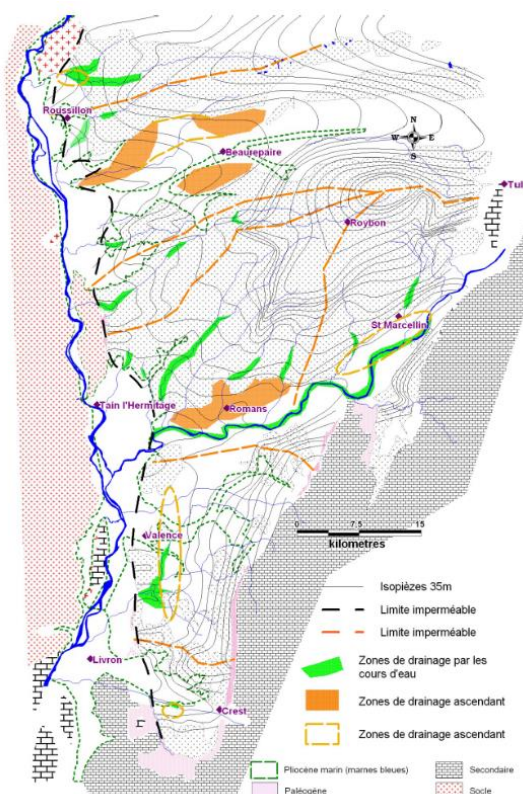 Roussillon
Beaurepaire
N
W E
S
Tul
Roybon
St Marcellin
Tain l'Hermitage
Romans
Valence
0 7.5 15
kilometres
Livron
Crest
Isopièzes 35m
Limite imperméable
Limite imperméable
Zones de drainage par les
cours d'eau
Zones de drainage ascendant
Zones de drainage ascendant
Pliocène marin (marnes bleues)
Secondaire
Paléogène
Socle